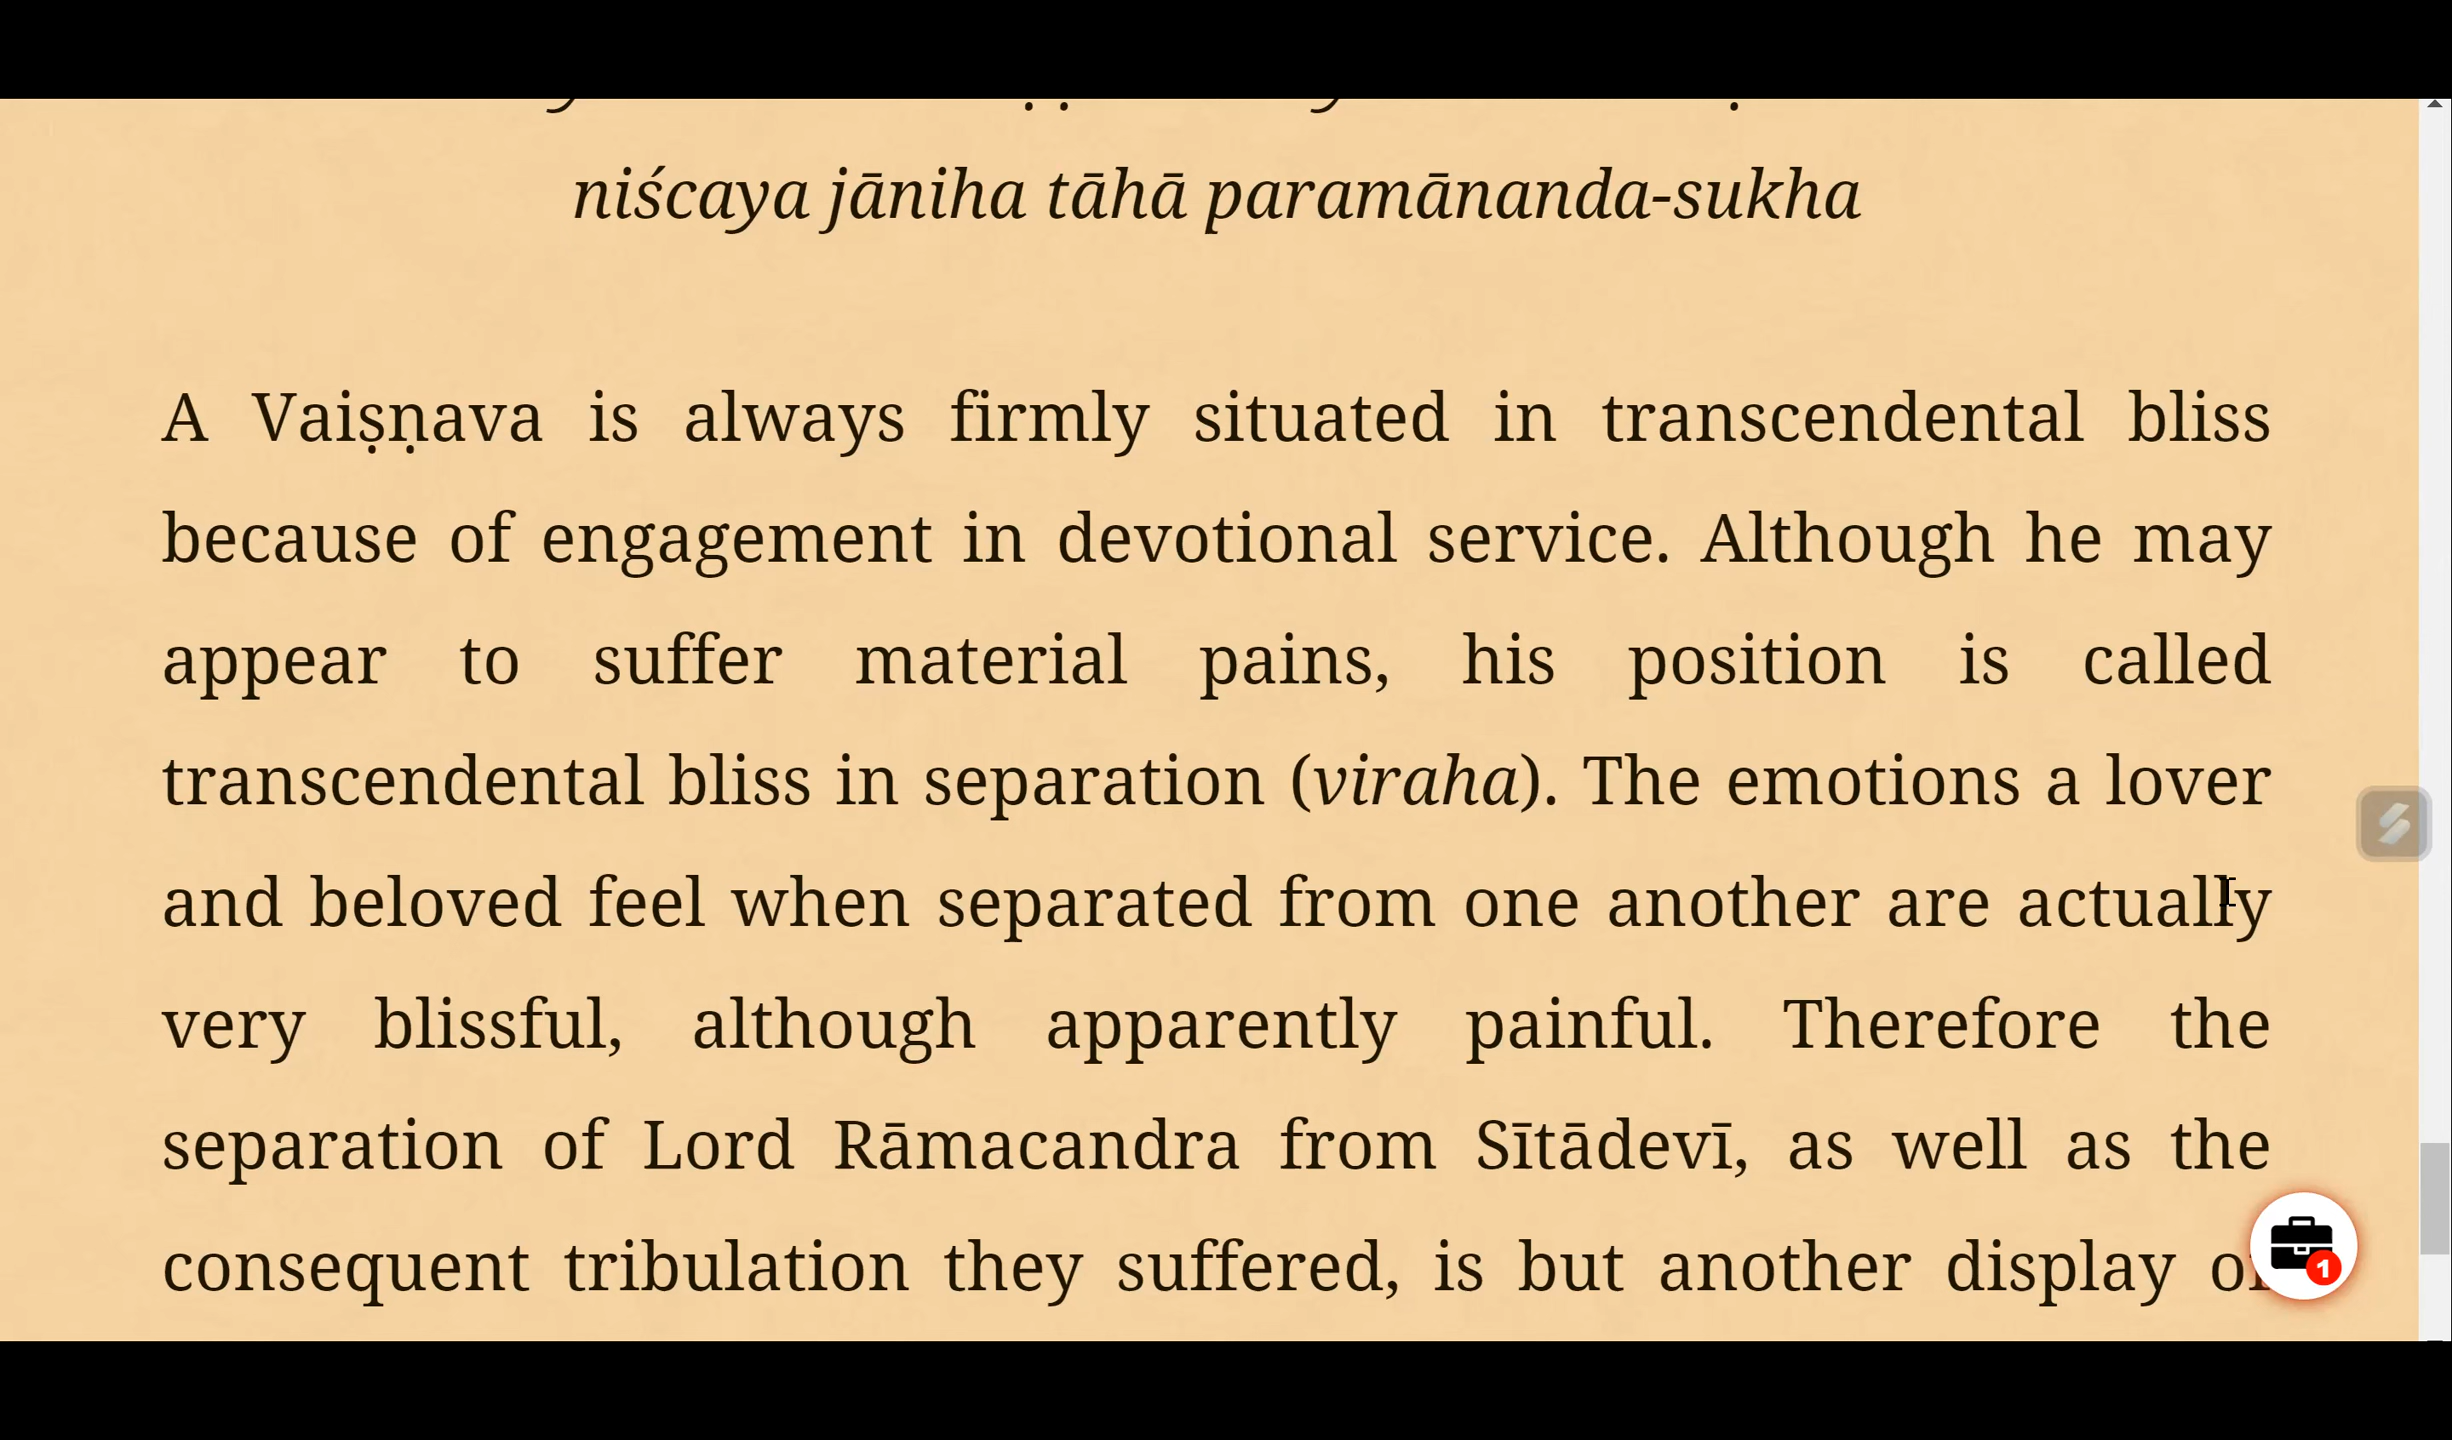 niścaya jāniha tāhā paramānanda-sukha
A Vaiṣṇava is always firmly situated in transcendental bliss
because of engagement in devotional service. Although he may
appear to suffer material pains, his position is called
transcendental bliss in separation (viraha). The emotions a lover
and beloved feel when separated from one another are actually
very blissful, although apparently painful. Therefore the
separation of Lord Rāmacandra from Sītādevī, as well as the
consequent tribulation they suffered, is but another display of
1